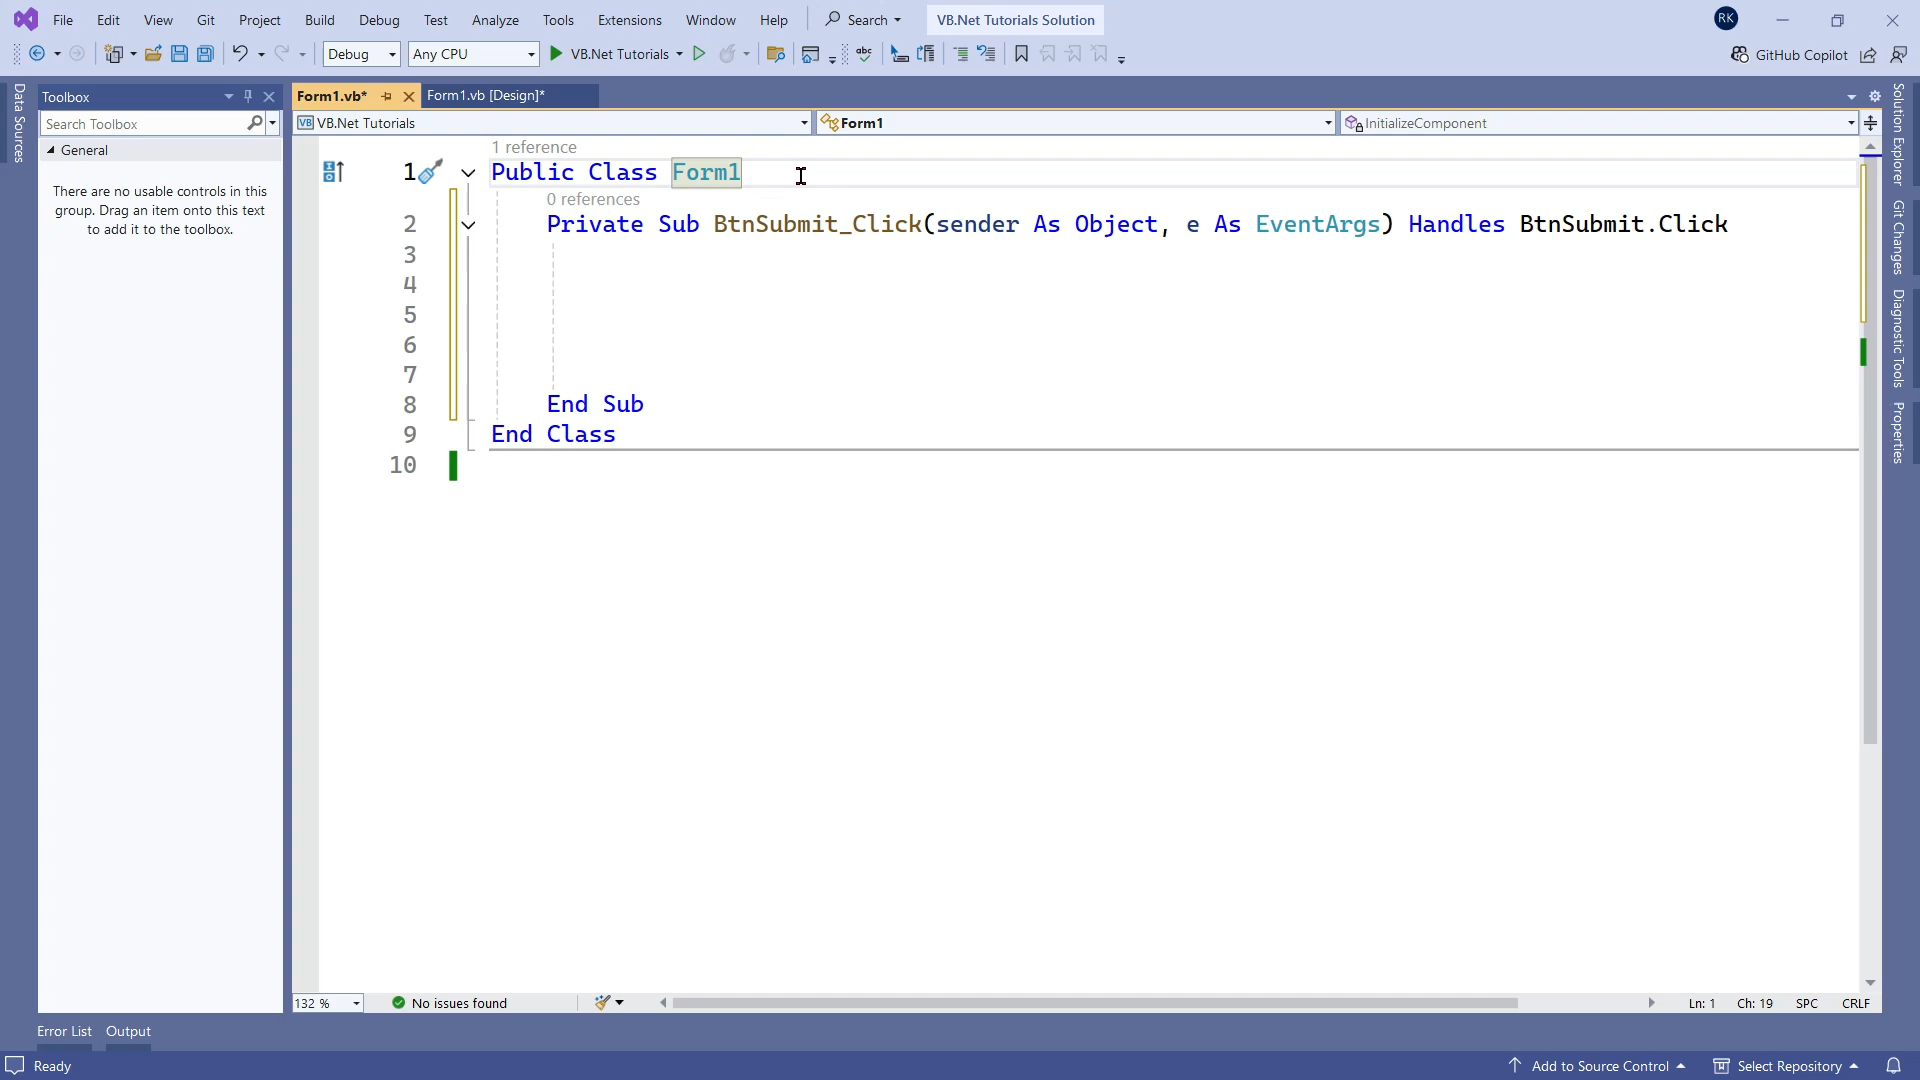 File Edit View Git Project Build Debug Test Analyze Tools Extensions Window Help Search VB.Net Tutorials Solution RK
Debug Any CPU VB.Net Tutorials abc GitHub Copilot
Data Sources
Toolbox
Search Toolbox
General
There are no usable controls in this
group. Drag an item onto this text
to add it to the toolbox.
Form1.vb* Form1.vb [Design]*
VB VB.Net Tutorials Form1 InitializeComponent
1 reference
1 Public Class Form1
0 references
2 Private Sub BtnSubmit_Click(sender As Object, e As EventArgs) Handles BtnSubmit.Click
3
4
5
6
7
8 End Sub
9 End Class
10
132 % No issues found Ln: 1 Ch: 19 SPC CRLF
Solution Explorer
Git Changes
Diagnostic Tools
Properties
Error List Output
Ready Add to Source Control Select Repository